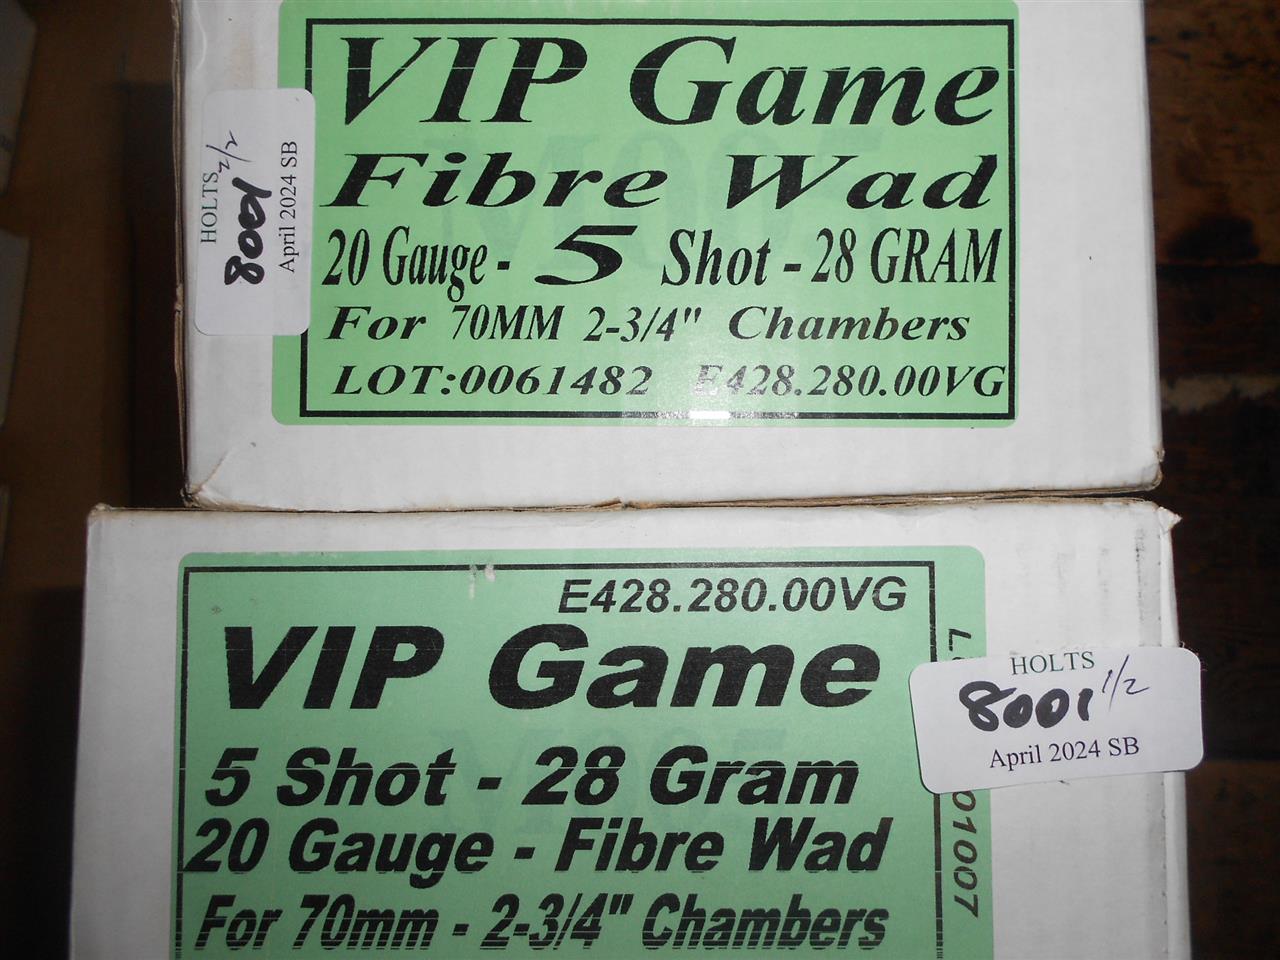 VIP Game
Fibre Wad
20 Gauge - 5 Shot - 28 GRAM
For 70MM 2-3/4" Chambers
LOT:0061482 E428.280.00VG
HOLTS
8001 2/2
April 2024 SB
E428.280.00VG
VIP Game
5 Shot - 28 Gram
20 Gauge - Fibre Wad
For 70mm - 2-3/4" Chambers
HOLTS
8001 1/2
April 2024 SB